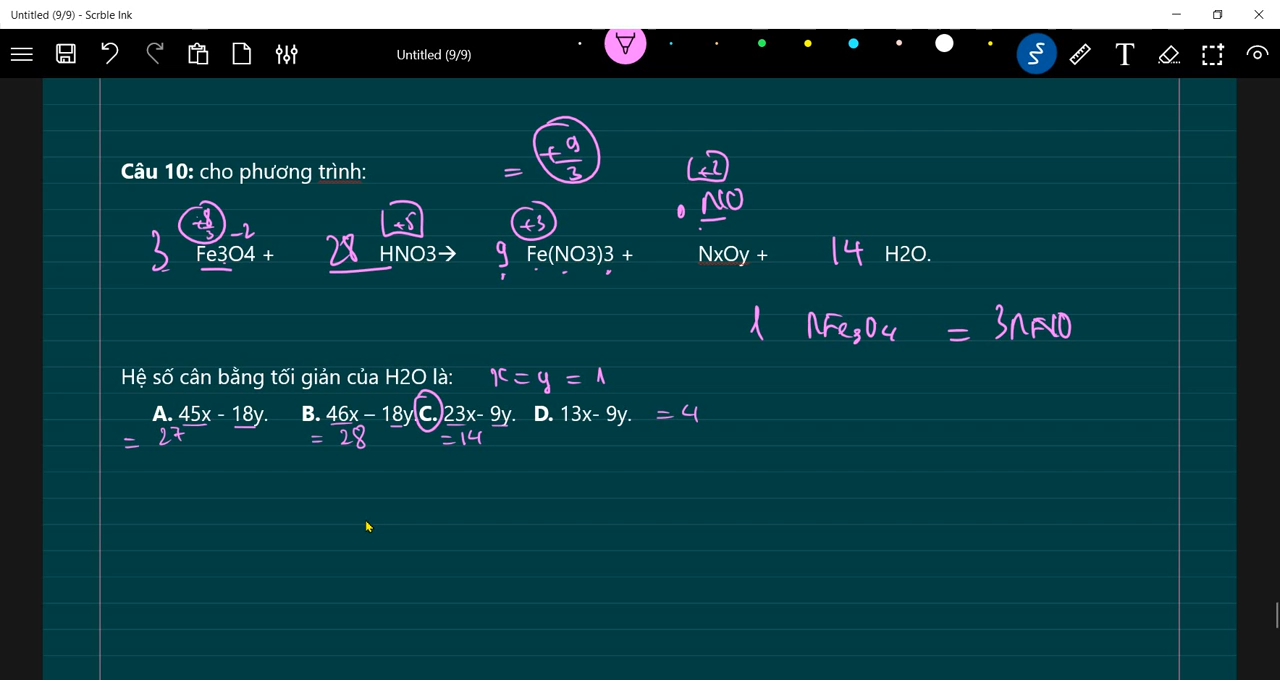 Untitled (9/9) - Scrble Ink
Untitled (9/9)
T
Câu 10: cho phương trình:
= +9/3
+2
NO
+8/3 -2 +5 +3
3 Fe3O4 + 28 HNO3→ 9 Fe(NO3)3 + NxOy + 14 H2O.
1 nFe3O4 = 3nFNO
Hệ số cân bằng tối giản của H2O là: x = y = 1
A. 45x - 18y. B. 46x – 18y C. 23x- 9y. D. 13x- 9y. = 4
= 27 = 28 =14